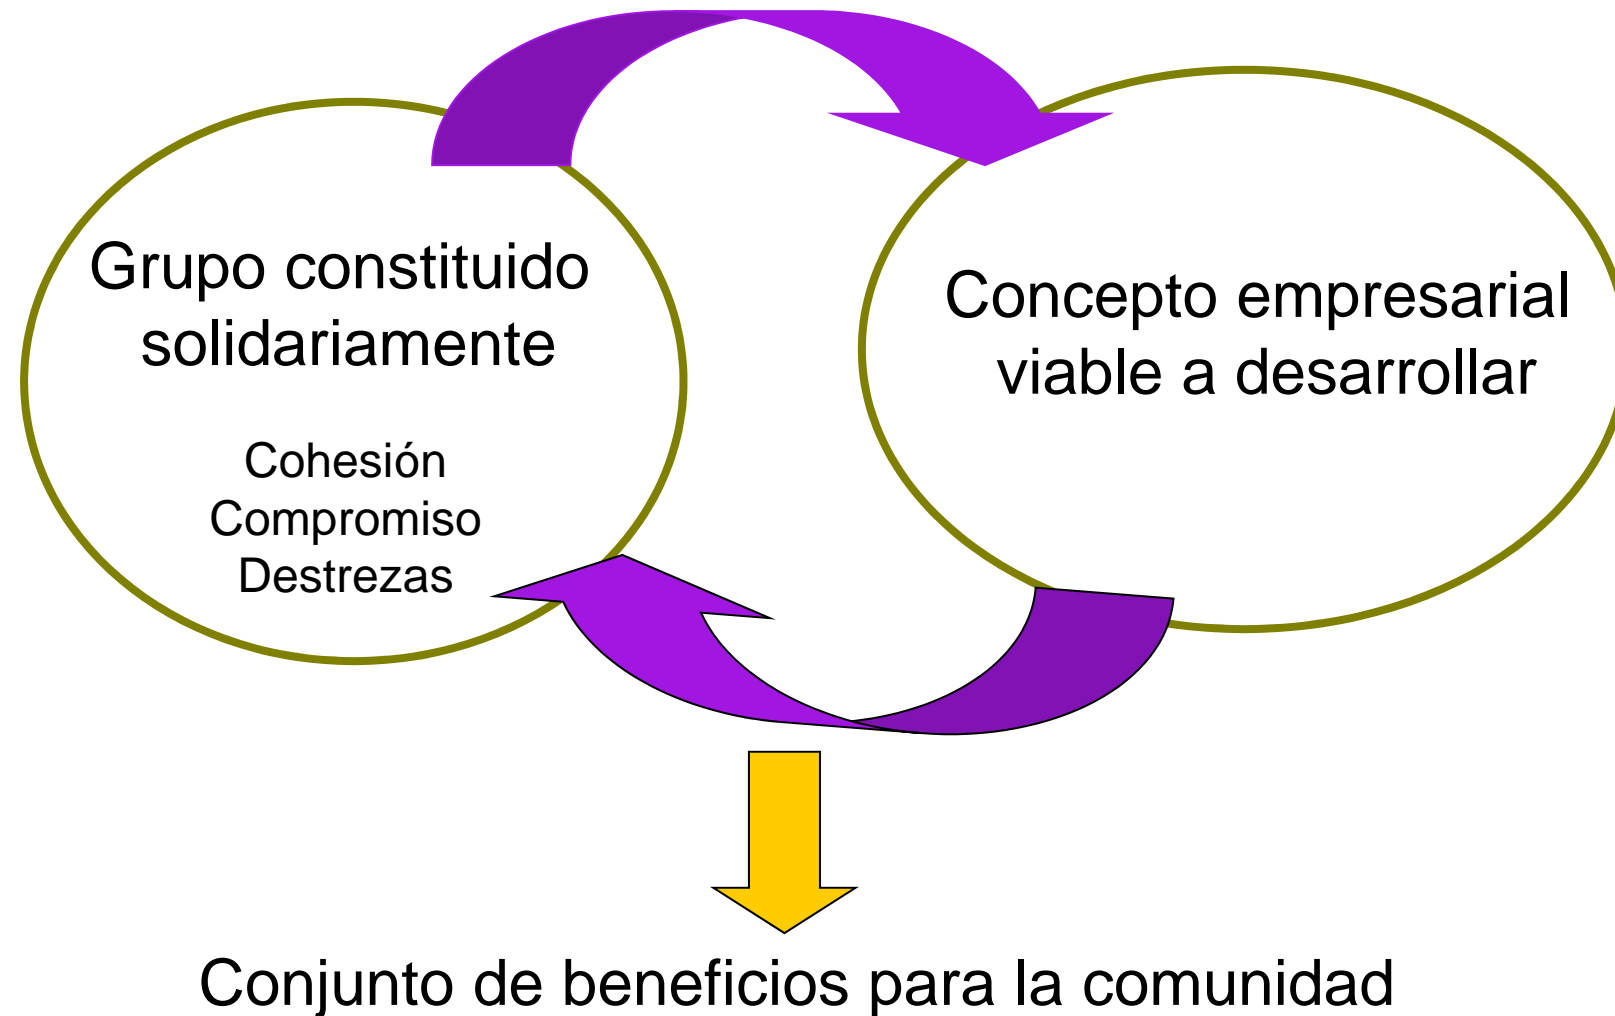 Grupo constituido
solidariamente
Cohesión
Compromiso
Destrezas
Concepto empresarial
viable a desarrollar
Conjunto de beneficios para la comunidad